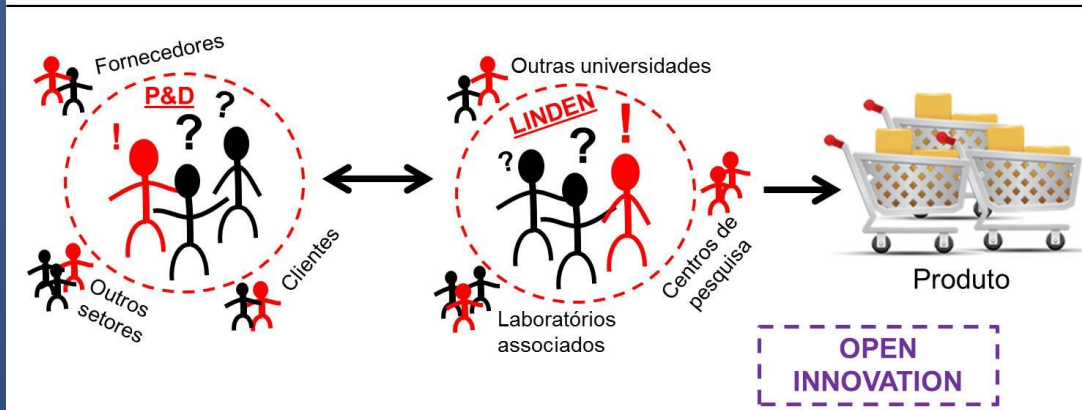 Fornecedores
P&D
?
?
!
Outros
setores
Clientes
Outras universidades
LINDEN
?
?
!
Centros de
pesquisa
Laboratórios
associados
Produto
OPEN
INNOVATION